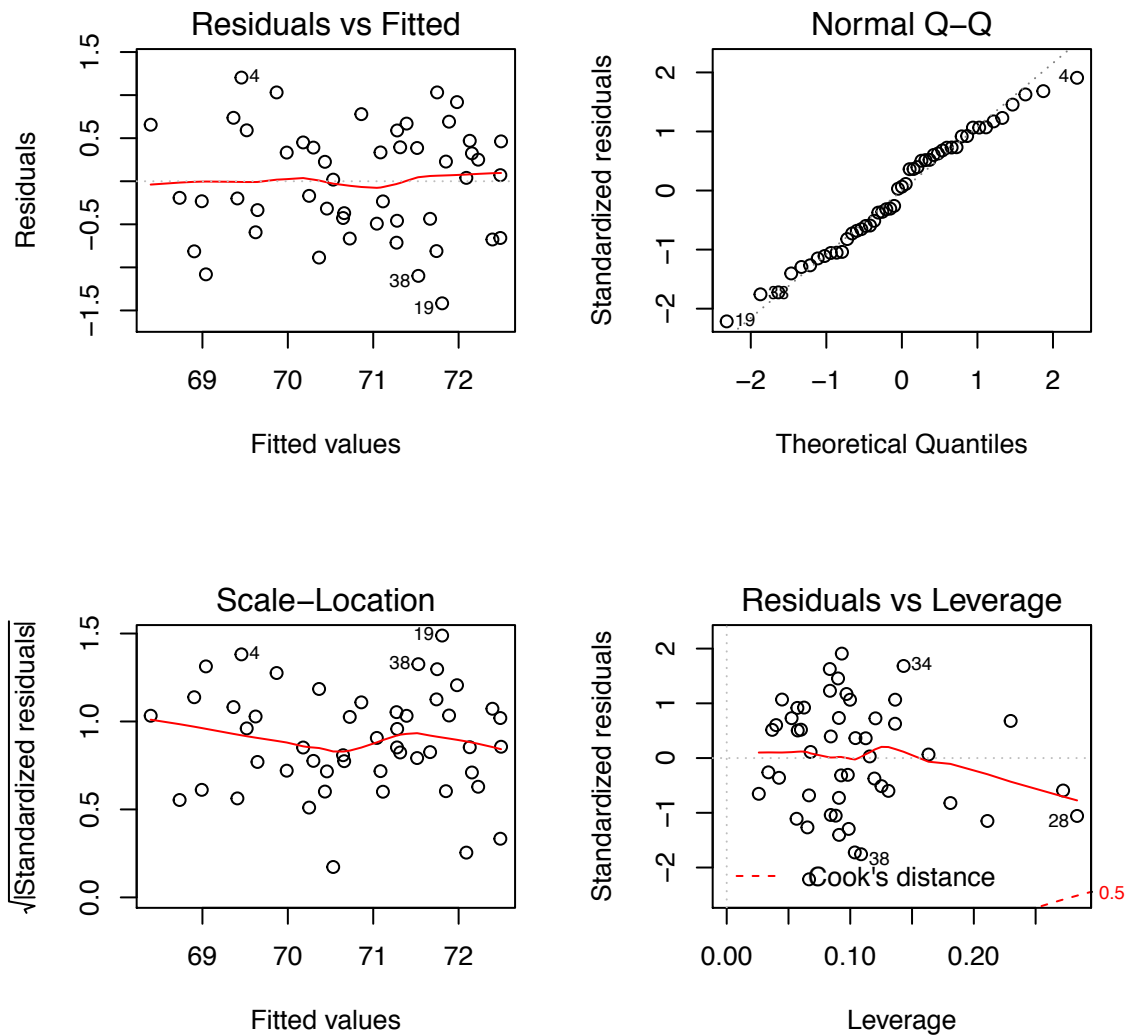 Residuals vs Fitted
1.5
0.5
−0.5
−1.5
Residuals
4
38
19
69 70 71 72
Fitted values
Normal Q−Q
2
1
0
−1
−2
Standardized residuals
4
38
19
−2 −1 0 1 2
Theoretical Quantiles
Scale−Location
1.5
1.0
0.5
0.0
√|Standardized residuals|
19
4
38
69 70 71 72
Fitted values
Residuals vs Leverage
2
1
0
−1
−2
Standardized residuals
34
28
38
Cook's distance
0.5
0.00 0.10 0.20
Leverage